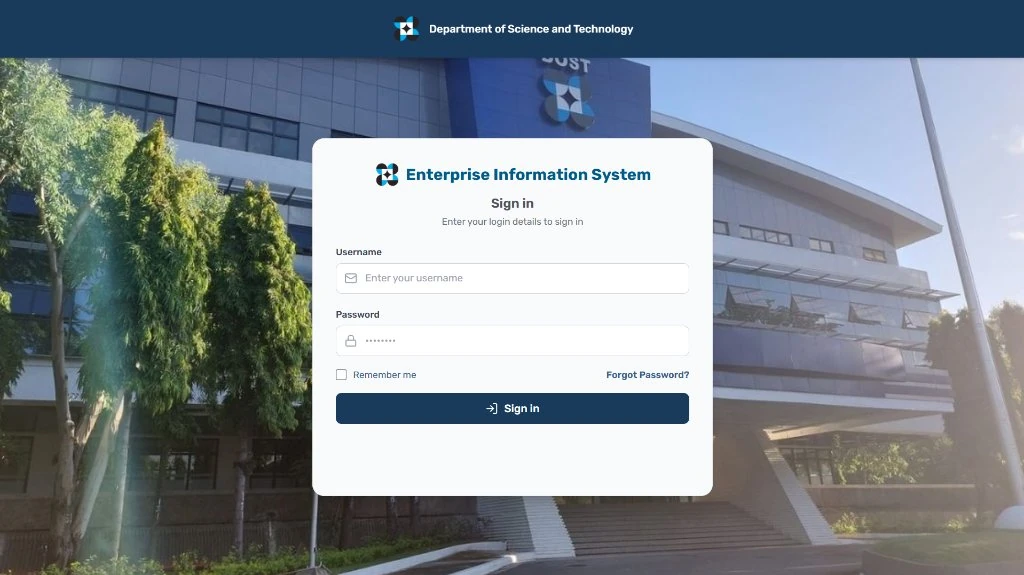 Department of Science and Technology
DOST
Enterprise Information System
Sign in
Enter your login details to sign in
Username
Enter your username
Password
••••••••
Remember me
Forgot Password?
Sign in